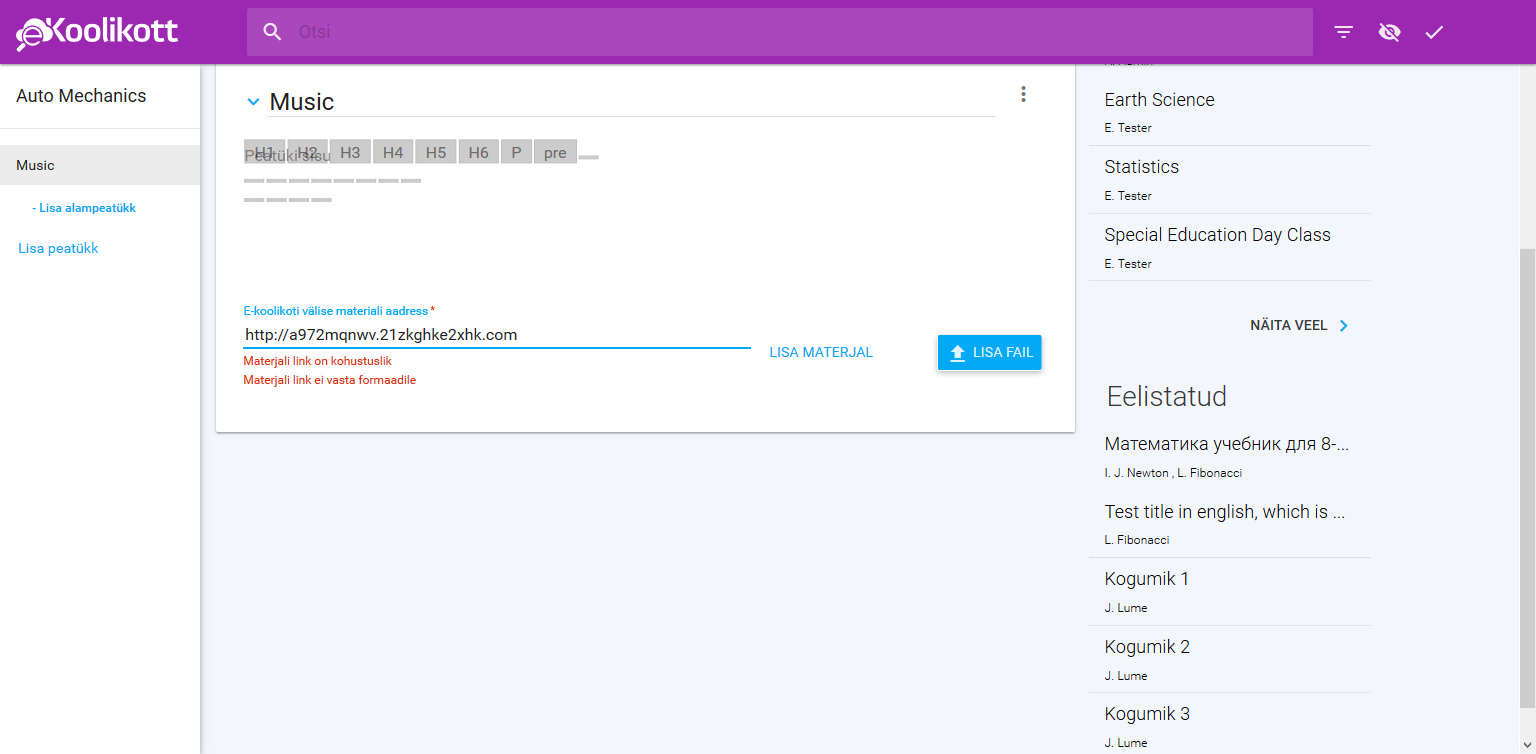 eKoolikott
Otsi
Auto Mechanics
Music
- Lisa alampeatükk
Lisa peatükk
Music
H1 H2 H3 H4 H5 H6 P pre
Peatüki sisu
E-koolikoti välise materiali aadress *
http://a972mqnwv.21zkghke2xhk.com
Materjali link on kohustuslik
Materjali link ei vasta formaadile
LISA MATERJAL
LISA FAIL
Earth Science
E. Tester
Statistics
E. Tester
Special Education Day Class
E. Tester
NÄITA VEEL
Eelistatud
Математика учебник для 8-...
I. J. Newton , L. Fibonacci
Test title in english, which is ...
L. Fibonacci
Kogumik 1
J. Lume
Kogumik 2
J. Lume
Kogumik 3
J. Lume